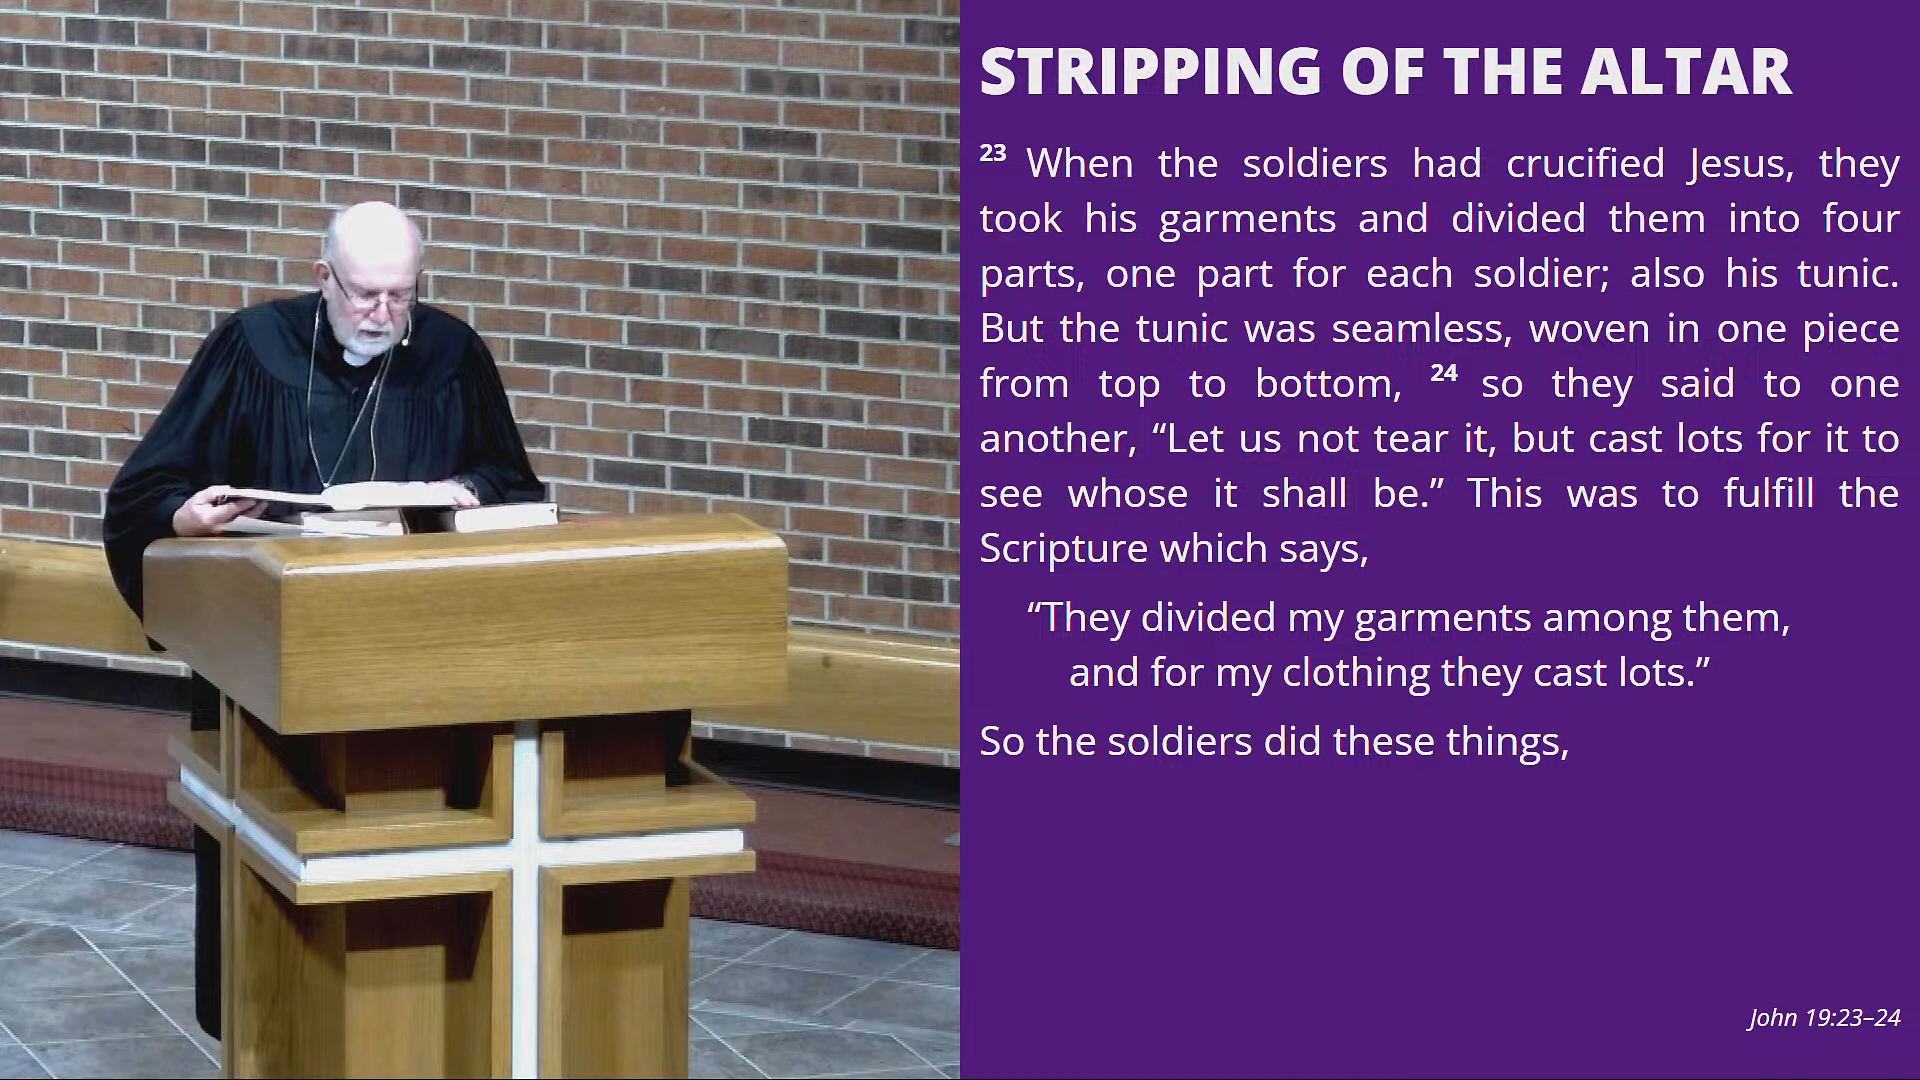 STRIPPING OF THE ALTAR
23 When the soldiers had crucified Jesus, they
took his garments and divided them into four
parts, one part for each soldier; also his tunic.
But the tunic was seamless, woven in one piece
from top to bottom, 24 so they said to one
another, “Let us not tear it, but cast lots for it to
see whose it shall be.” This was to fulfill the
Scripture which says,
“They divided my garments among them,
and for my clothing they cast lots.”
So the soldiers did these things,
John 19:23–24